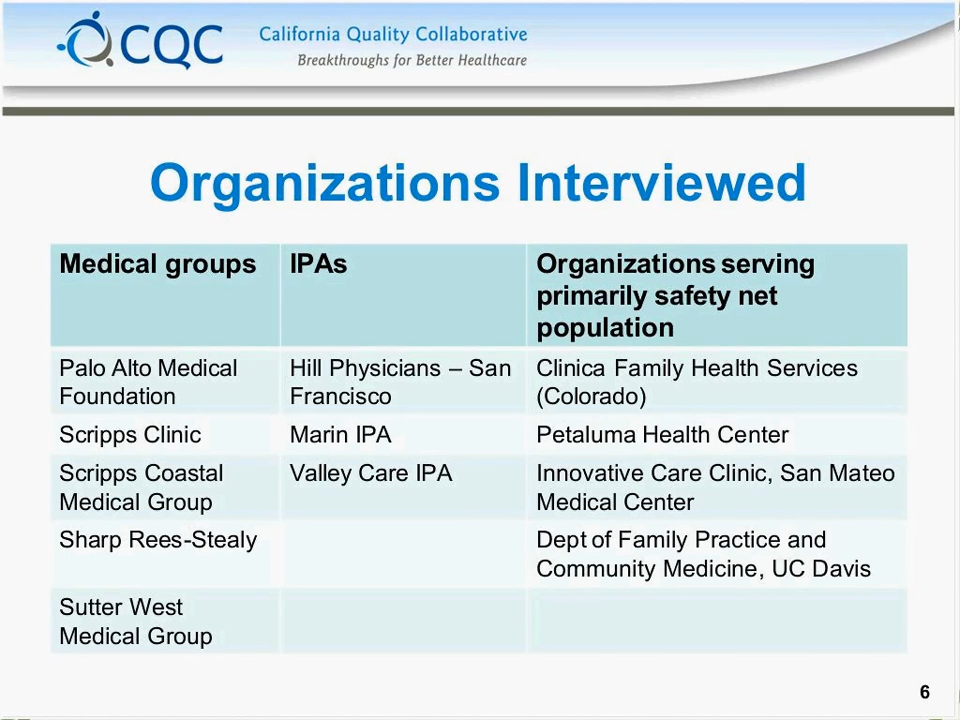 CQC
California Quality Collaborative
Breakthroughs for Better Healthcare
Organizations Interviewed
Medical groups
IPAs
Organizations serving
primarily safety net
population
Palo Alto Medical
Foundation
Hill Physicians – San
Francisco
Clinica Family Health Services
(Colorado)
Scripps Clinic
Marin IPA
Petaluma Health Center
Scripps Coastal
Medical Group
Valley Care IPA
Innovative Care Clinic, San Mateo
Medical Center
Sharp Rees-Stealy
Dept of Family Practice and
Community Medicine, UC Davis
Sutter West
Medical Group
6